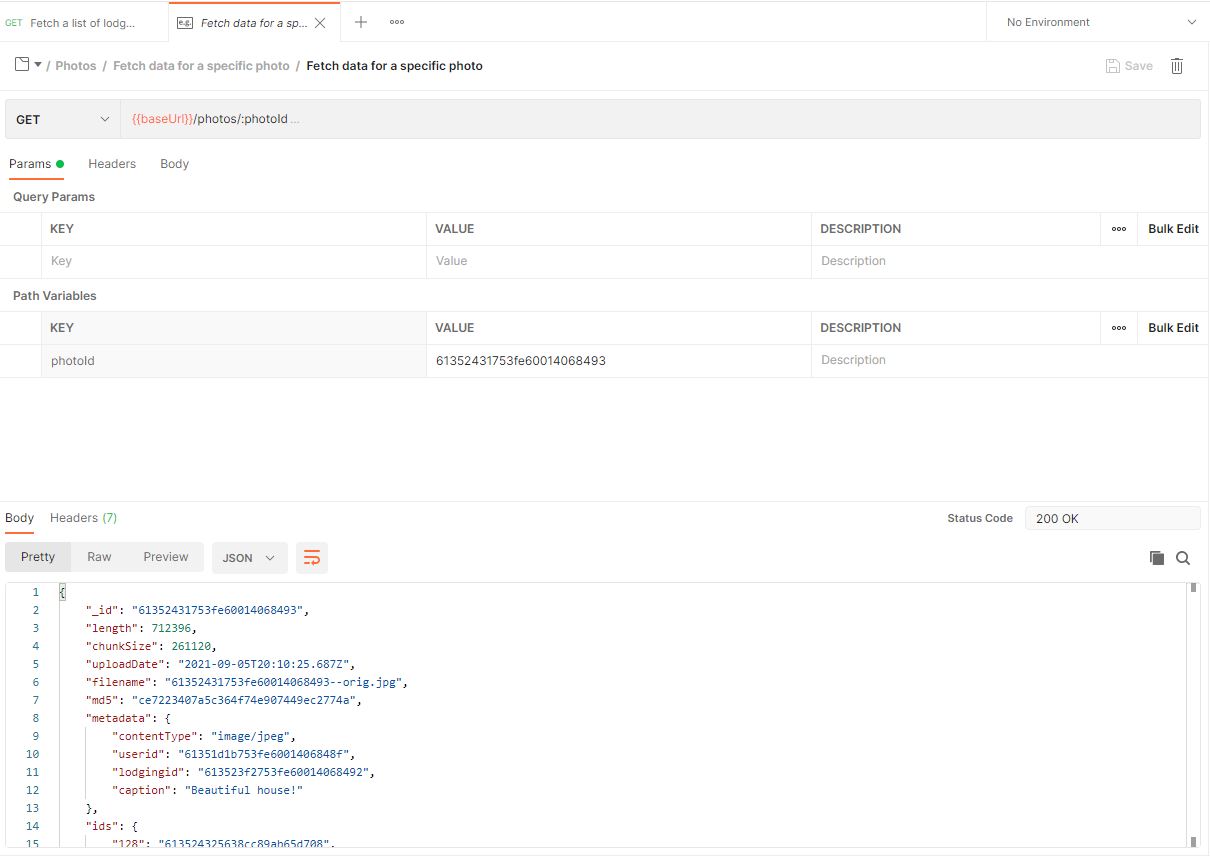 GET Fetch a list of lodg... e.g. Fetch data for a sp... No Environment
/ Photos / Fetch data for a specific photo / Fetch data for a specific photo Save
GET {{baseUrl}}/photos/:photoId ...
Params Headers Body
Query Params
KEY VALUE DESCRIPTION Bulk Edit
Key Value Description
Path Variables
KEY VALUE DESCRIPTION Bulk Edit
photoId 61352431753fe60014068493 Description
Body Headers (7) Status Code 200 OK
Pretty Raw Preview JSON
1 {
2 "_id": "61352431753fe60014068493",
3 "length": 712396,
4 "chunkSize": 261120,
5 "uploadDate": "2021-09-05T20:10:25.687Z",
6 "filename": "61352431753fe60014068493--orig.jpg",
7 "md5": "ce7223407a5c364f74e907449ec2774a",
8 "metadata": {
9 "contentType": "image/jpeg",
10 "userid": "61351d1b753fe6001406848f",
11 "lodgingid": "613523f2753fe60014068492",
12 "caption": "Beautiful house!"
13 },
14 "ids": {
15 "128": "613524325638cc89ab65d708",